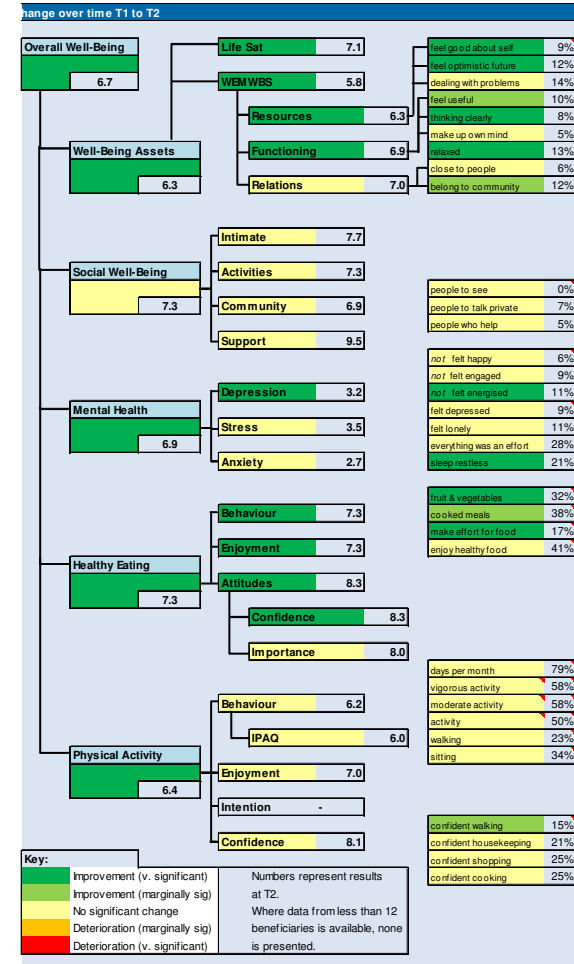 hange over time T1 to T2
Overall Well-Being
6.7
Life Sat 7.1
WEMWBS 5.8
Resources 6.3
Well-Being Assets
6.3
Functioning 6.9
Relations 7.0
feel good about self 9%
feel optimistic future 12%
dealing with problems 14%
feel useful 10%
thinking clearly 8%
make up own mind 5%
relaxed 13%
close to people 6%
belong to community 12%
Social Well-Being
7.3
Intimate 7.7
Activities 7.3
Community 6.9
Support 9.5
people to see 0%
people to talk private 7%
people who help 5%
Mental Health
6.9
Depression 3.2
Stress 3.5
Anxiety 2.7
not felt happy 6%
not felt engaged 9%
not felt energised 11%
felt depressed 9%
felt lonely 11%
everything was an effort 28%
sleep restless 21%
Healthy Eating
7.3
Behaviour 7.3
Enjoyment 7.3
Attitudes 8.3
Confidence 8.3
Importance 8.0
fruit & vegetables 32%
cooked meals 38%
make effort for food 17%
enjoy healthy food 41%
Physical Activity
6.4
Behaviour 6.2
IPAQ 6.0
Enjoyment 7.0
Intention -
Confidence 8.1
days per month 79%
vigorous activity 58%
moderate activity 58%
activity 50%
walking 23%
sitting 34%
confident walking 15%
confident housekeeping 21%
confident shopping 25%
confident cooking 25%
Key:
Improvement (v. significant)
Improvement (marginally sig)
No significant change
Deterioration (marginally sig)
Deterioration (v. significant)
Numbers represent results
at T2.
Where data from less than 12
beneficiaries is available, none
is presented.